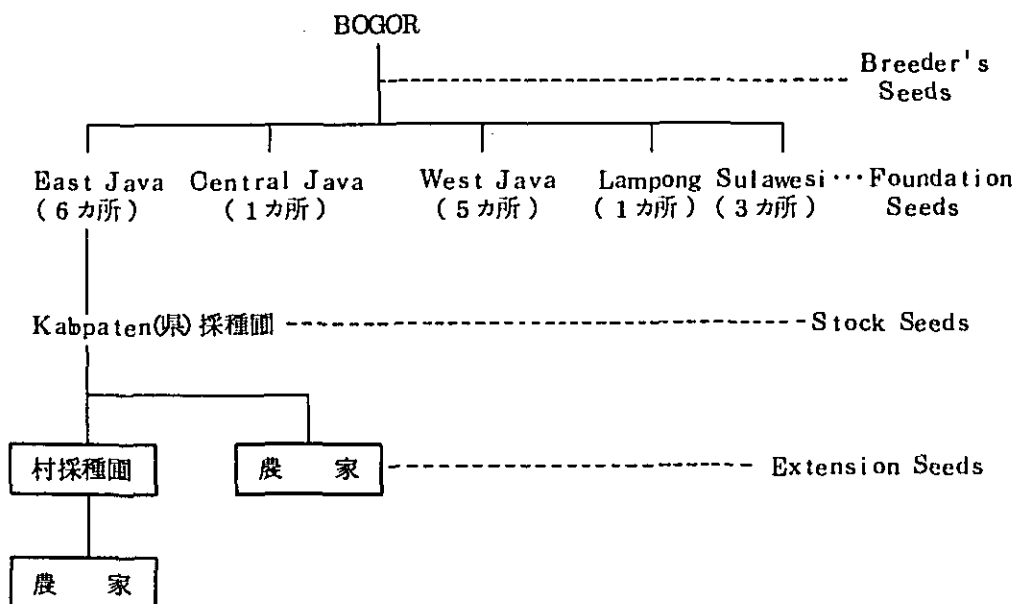 BOGOR
Breeder's
Seeds
East Java Central Java West Java Lampong Sulawesi … Foundation
(6カ所) (1カ所) (5カ所) (1カ所) (3カ所) Seeds
Kabpaten(県)採種圃 Stock Seeds
村採種圃 農家 Extension Seeds
農家